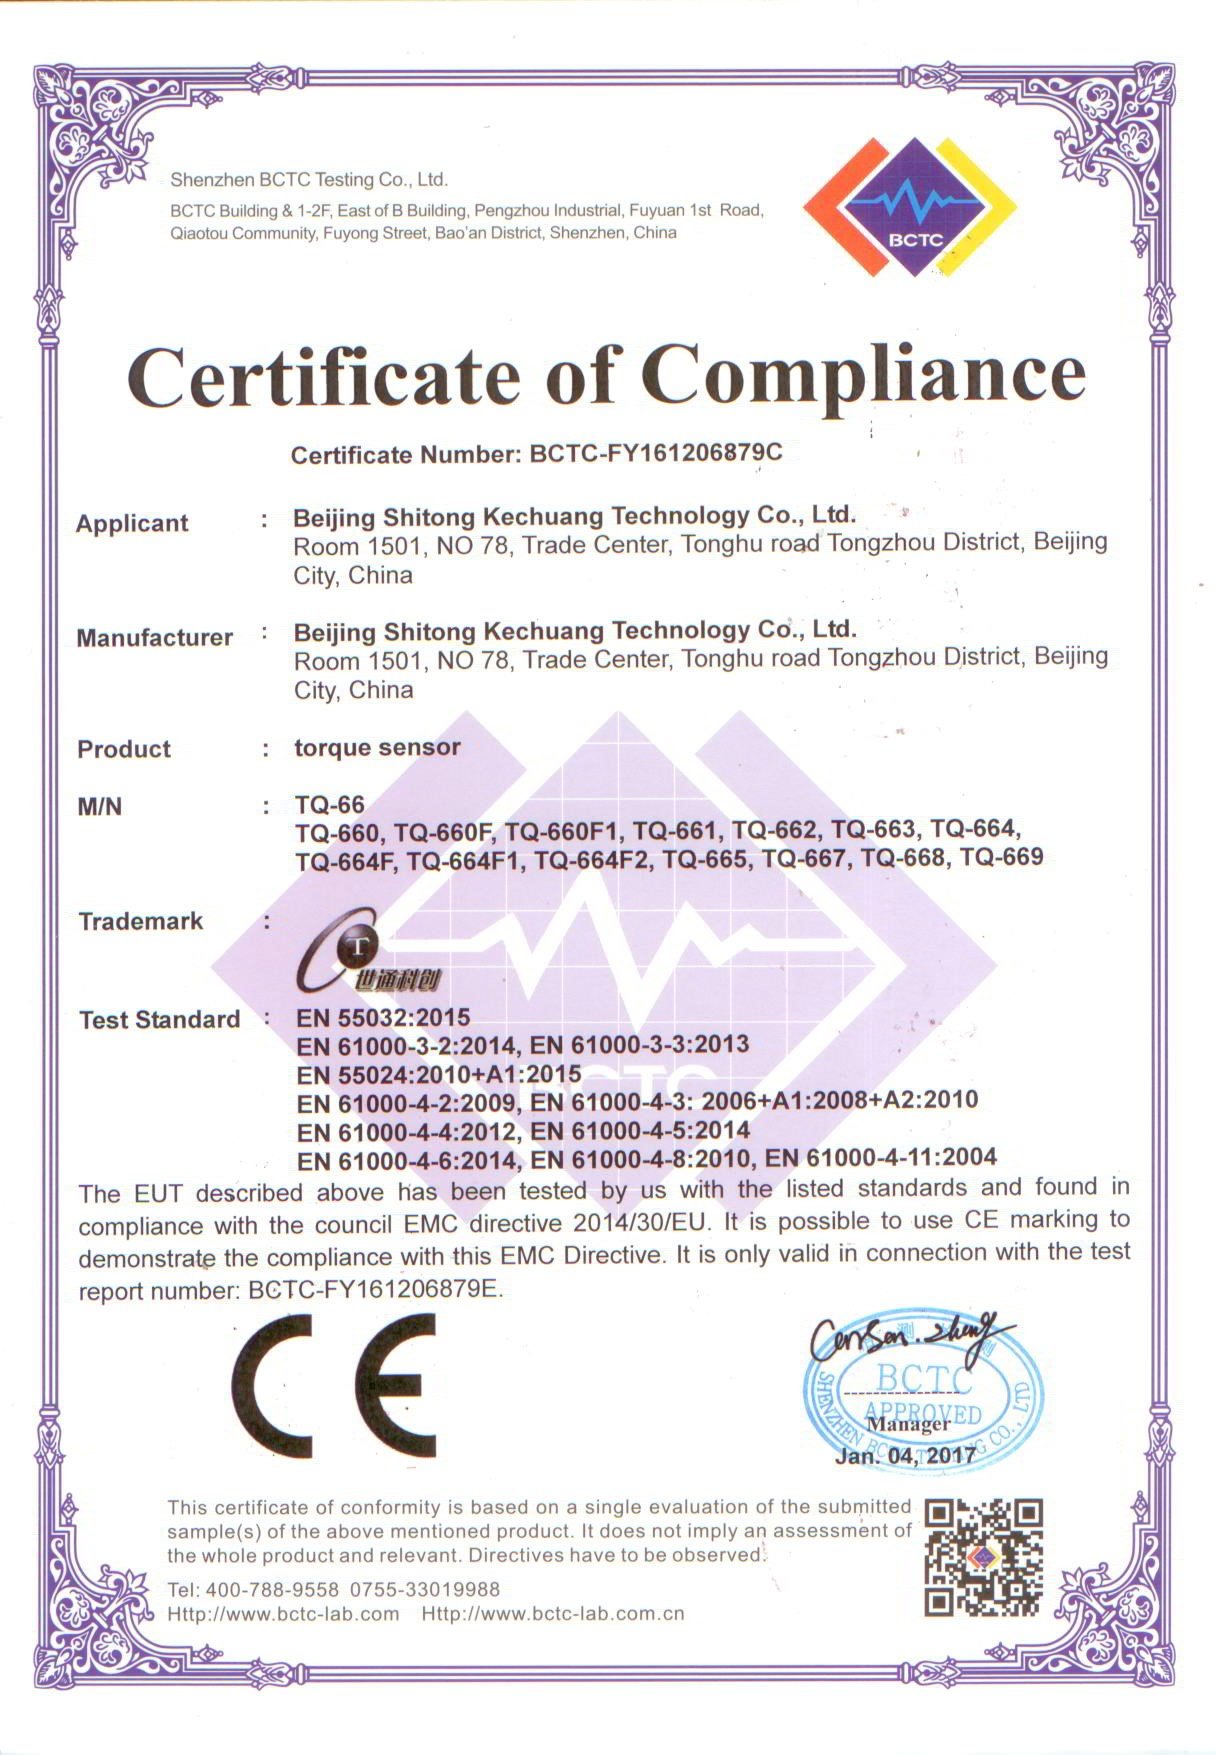 Shenzhen BCTC Testing Co., Ltd.
BCTC Building & 1-2F, East of B Building, Pengzhou Industrial, Fuyuan 1st Road,
Qiaotou Community, Fuyong Street, Bao'an District, Shenzhen, China
BCTC
Certificate of Compliance
Certificate Number: BCTC-FY161206879C
Applicant : Beijing Shitong Kechuang Technology Co., Ltd.
Room 1501, NO 78, Trade Center, Tonghu road Tongzhou District, Beijing
City, China
Manufacturer : Beijing Shitong Kechuang Technology Co., Ltd.
Room 1501, NO 78, Trade Center, Tonghu road Tongzhou District, Beijing
City, China
Product : torque sensor
M/N : TQ-66
TQ-660, TQ-660F, TQ-660F1, TQ-661, TQ-662, TQ-663, TQ-664,
TQ-664F, TQ-664F1, TQ-664F2, TQ-665, TQ-667, TQ-668, TQ-669
Trademark :
T
世通科创
Test Standard : EN 55032:2015
EN 61000-3-2:2014, EN 61000-3-3:2013
EN 55024:2010+A1:2015
BCTC
EN 61000-4-2:2009, EN 61000-4-3: 2006+A1:2008+A2:2010
EN 61000-4-4:2012, EN 61000-4-5:2014
EN 61000-4-6:2014, EN 61000-4-8:2010, EN 61000-4-11:2004
The EUT described above has been tested by us with the listed standards and found in
compliance with the council EMC directive 2014/30/EU. It is possible to use CE marking to
demonstrate the compliance with this EMC Directive. It is only valid in connection with the test
report number: BCTC-FY161206879E.
CE
BCTC
APPROVED
SHENZHEN BCTC TESTING CO., LTD
Manager
Jan. 04, 2017
This certificate of conformity is based on a single evaluation of the submitted
sample(s) of the above mentioned product. It does not imply an assessment of
the whole product and relevant. Directives have to be observed.
Tel: 400-788-9558 0755-33019988
Http://www.bctc-lab.com Http://www.bctc-lab.com.cn